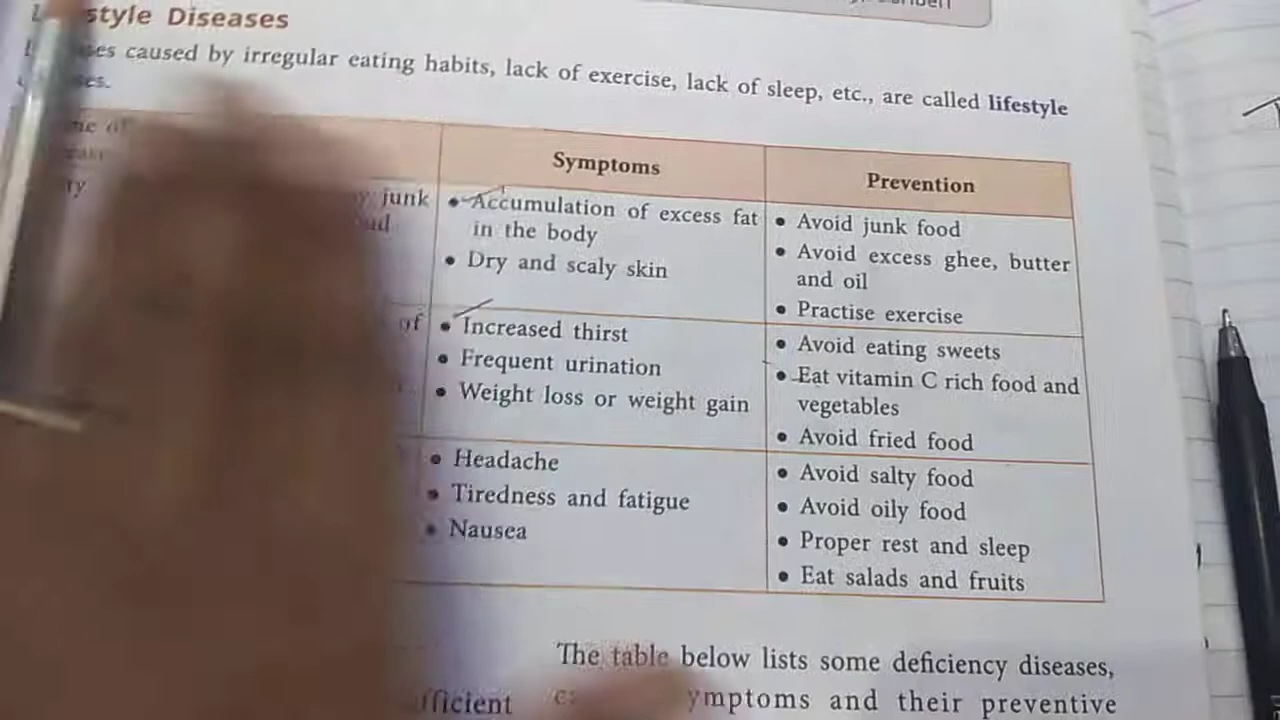 style Diseases
caused by irregular eating habits, lack of exercise, lack of sleep, etc., are called lifestyle
Symptoms
Prevention
junk
• Accumulation of excess fat
in the body
• Dry and scaly skin
• Avoid junk food
• Avoid excess ghee, butter
and oil
• Practise exercise
of
• Increased thirst
• Frequent urination
• Weight loss or weight gain
• Avoid eating sweets
• Eat vitamin C rich food and
vegetables
• Avoid fried food
• Headache
• Tiredness and fatigue
• Nausea
• Avoid salty food
• Avoid oily food
• Proper rest and sleep
• Eat salads and fruits
The table below lists some deficiency diseases,
ymptoms and their preventive